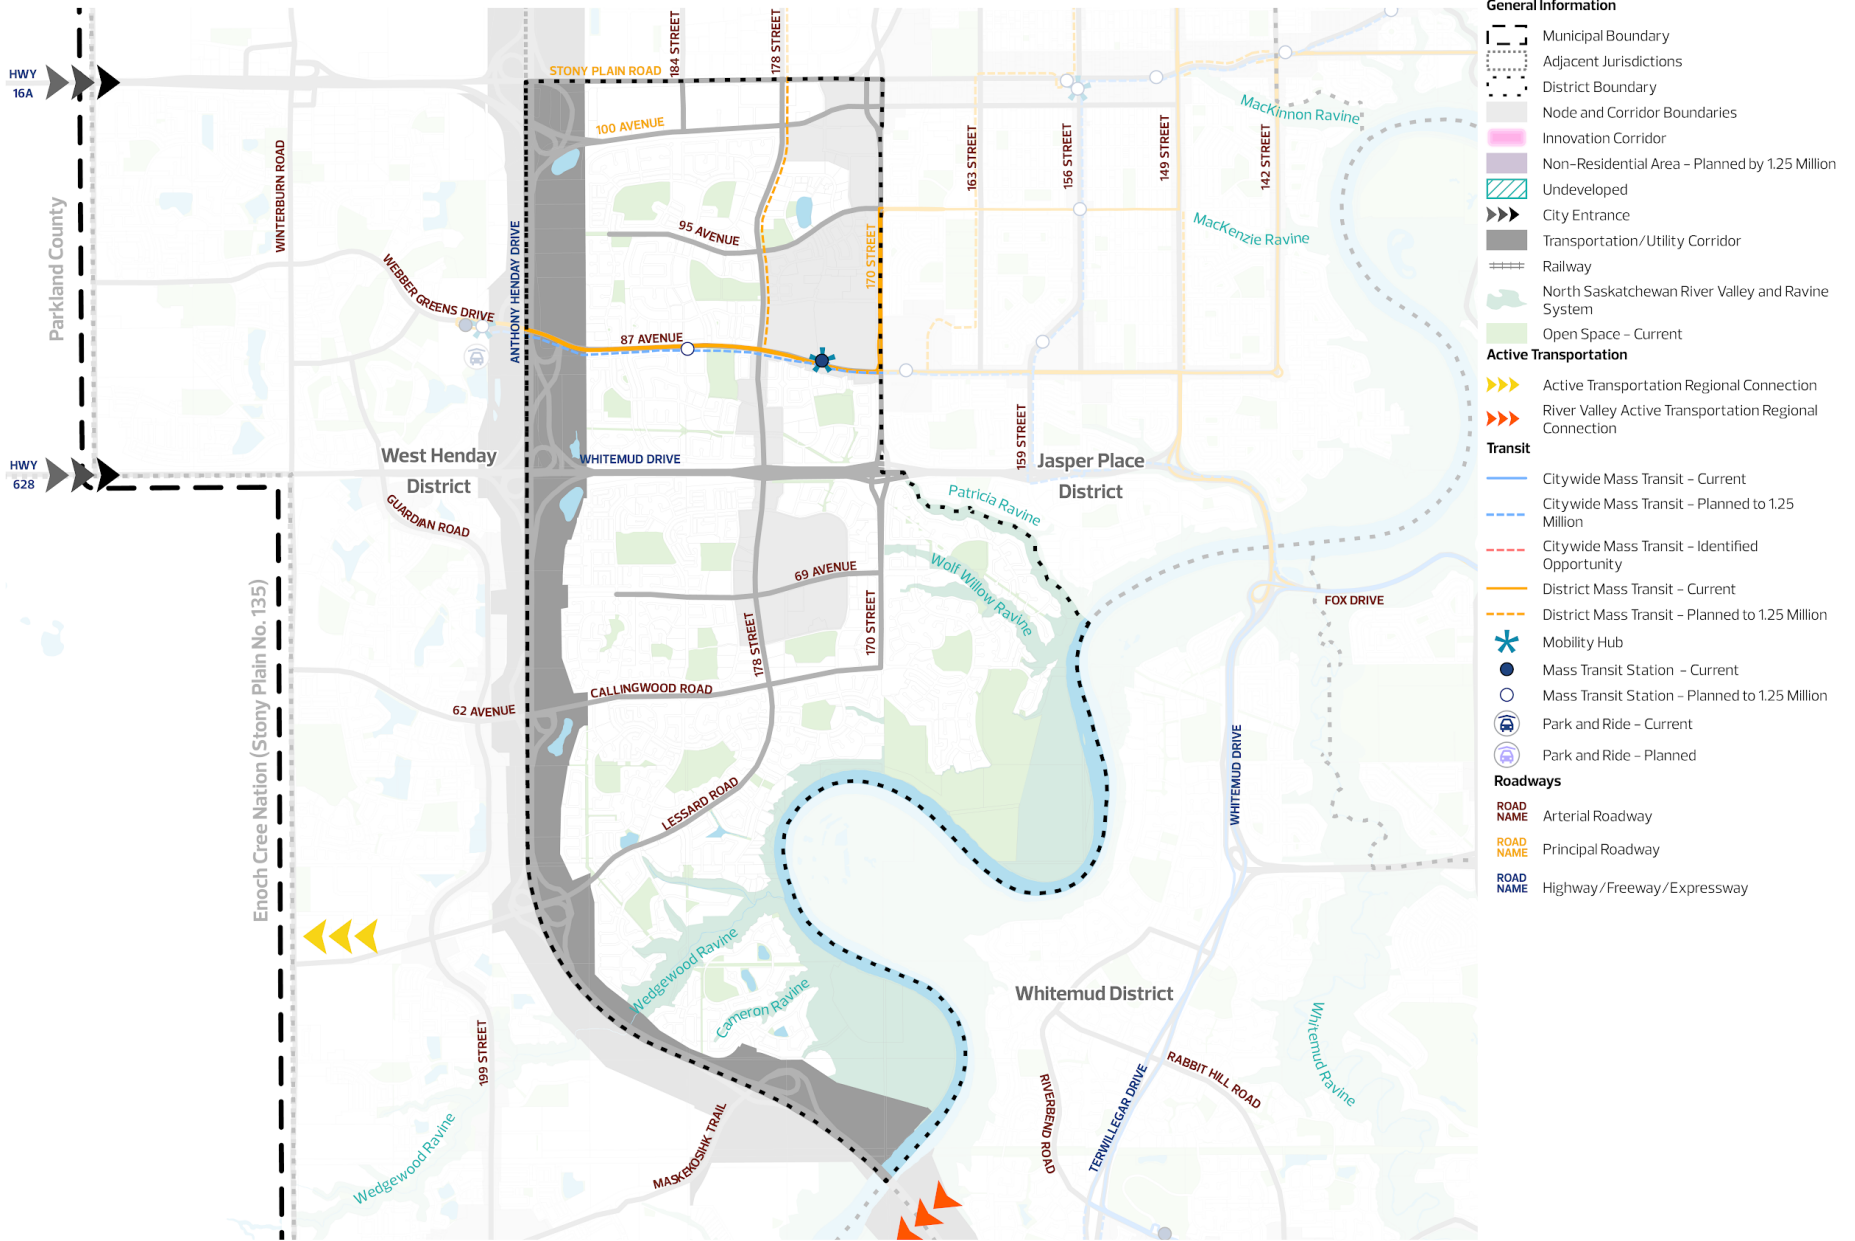 184 STREET
178 STREET
STONY PLAIN ROAD
HWY
16A
100 AVENUE
MacKinnon Ravine
WINTERBURN ROAD
163 STREET
156 STREET
149 STREET
142 STREET
Parkland County
ANTHONY HENDAY DRIVE
95 AVENUE
170 STREET
MacKenzie Ravine
WEBBER GREENS DRIVE
87 AVENUE
West Henday
District
HWY
628
WHITEMUD DRIVE
159 STREET
Jasper Place
District
GUARDIAN ROAD
Patricia Ravine
Wolf Willow Ravine
69 AVENUE
Enoch Cree Nation (Stony Plain No. 135)
178 STREET
170 STREET
FOX DRIVE
CALLINGWOOD ROAD
62 AVENUE
WHITEMUD DRIVE
LESSARD ROAD
Wedgewood Ravine
Cameron Ravine
Whitemud District
199 STREET
Whitemud Ravine
RABBIT HILL ROAD
RIVERBEND ROAD
TERWILLEGAR DRIVE
MASKEKOSIHK TRAIL
Wedgewood Ravine
General Information
Municipal Boundary
Adjacent Jurisdictions
District Boundary
Node and Corridor Boundaries
Innovation Corridor
Non-Residential Area - Planned by 1.25 Million
Undeveloped
City Entrance
Transportation/Utility Corridor
Railway
North Saskatchewan River Valley and Ravine
System
Open Space - Current
Active Transportation
Active Transportation Regional Connection
River Valley Active Transportation Regional
Connection
Transit
Citywide Mass Transit - Current
Citywide Mass Transit - Planned to 1.25
Million
Citywide Mass Transit - Identified
Opportunity
District Mass Transit - Current
District Mass Transit - Planned to 1.25 Million
Mobility Hub
Mass Transit Station - Current
Mass Transit Station - Planned to 1.25 Million
Park and Ride - Current
Park and Ride - Planned
Roadways
ROAD
NAME
Arterial Roadway
ROAD
NAME
Principal Roadway
ROAD
NAME
Highway/Freeway/Expressway